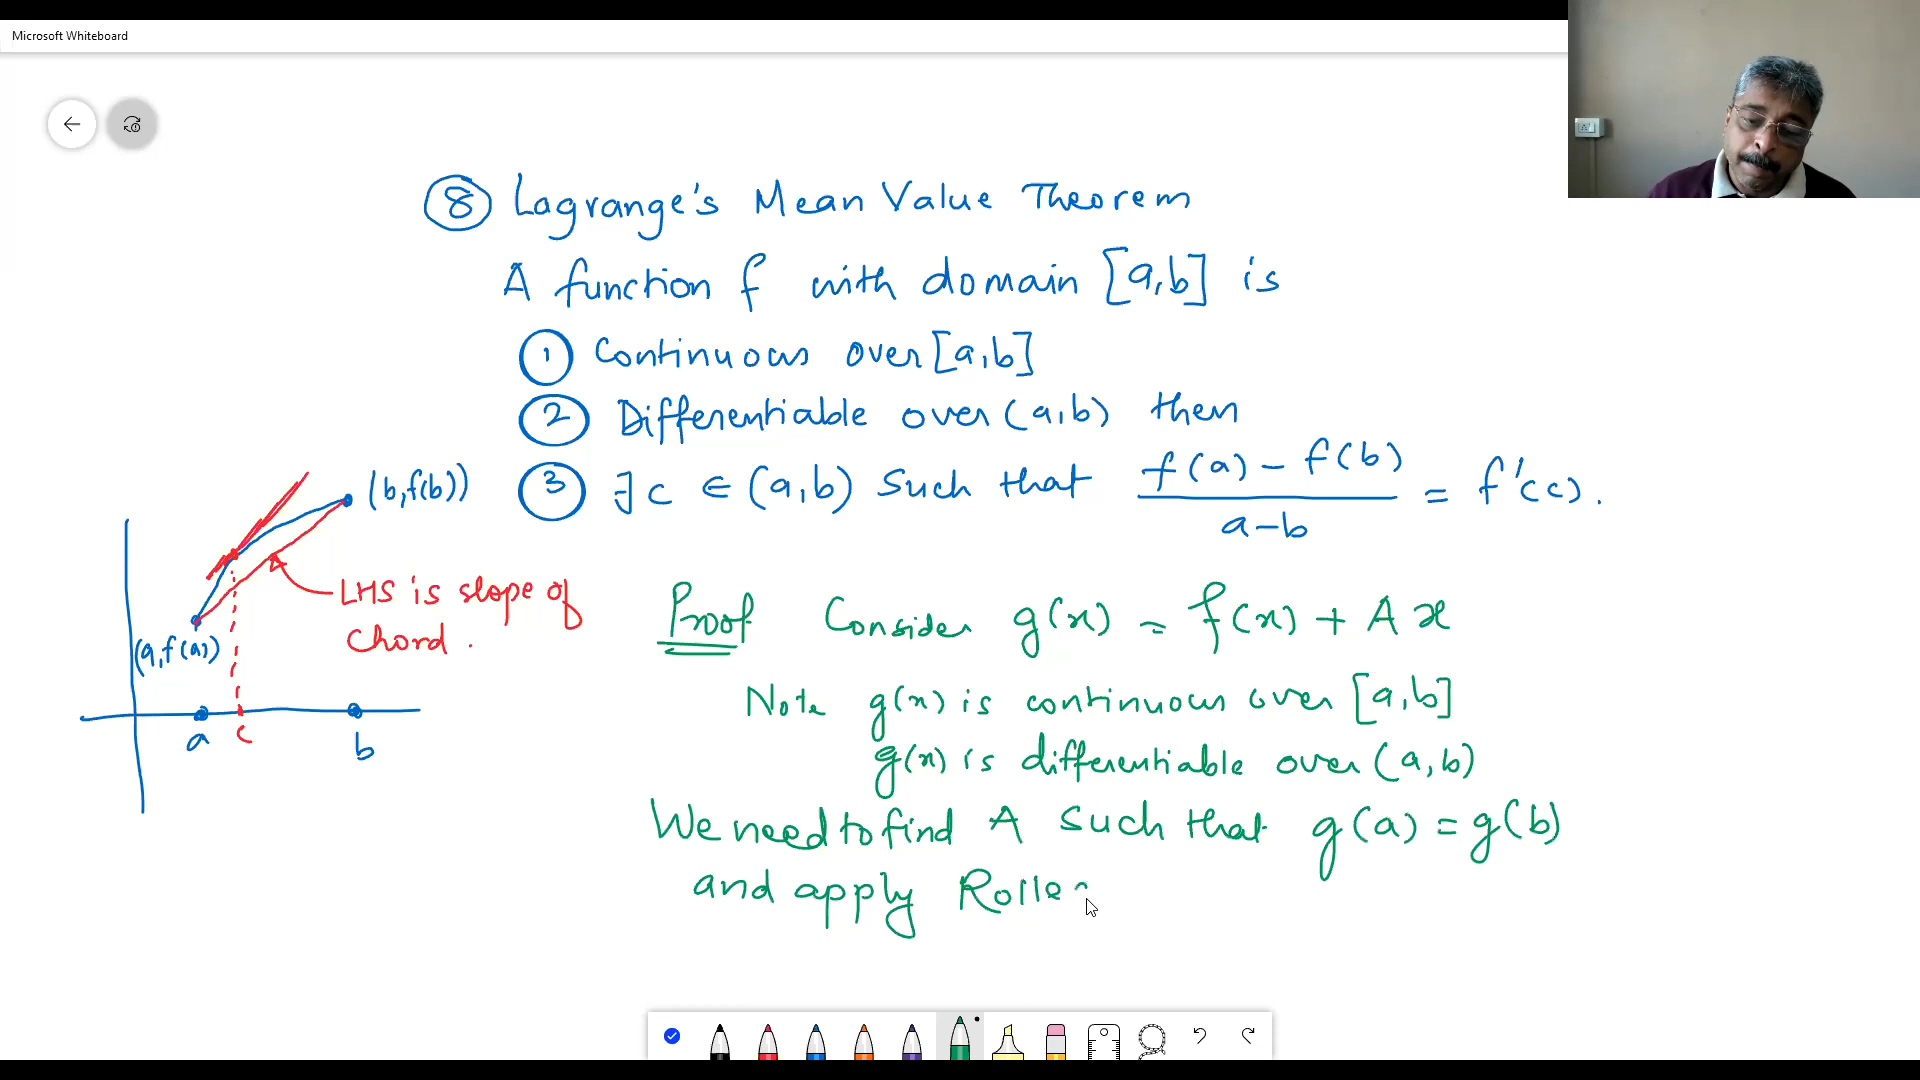 Microsoft Whiteboard
8 Lagrange's Mean Value Theorem
A function f with domain [a,b] is
1 Continuous over [a,b]
2 Differentiable over (a,b) then
3 ∃ c ∈ (a,b) Such that f(a) - f(b) / a-b = f'(c).
(b,f(b))
LHS is slope of
chord.
(a,f(a))
a c b
Proof Consider g(x) = f(x) + Ax
Note g(x) is continuous over [a,b]
g(x) is differentiable over (a,b)
We need to find A such that g(a) = g(b)
and apply Rolle